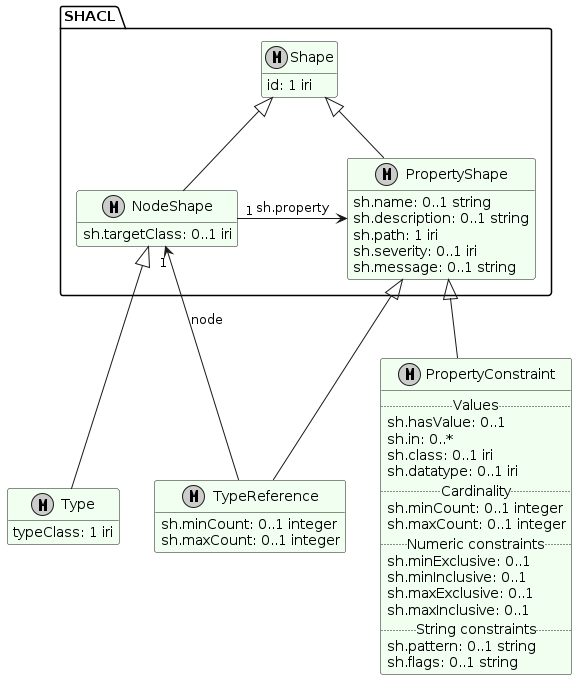 SHACL
M Shape
id: 1 iri
M NodeShape
sh.targetClass: 0..1 iri
1 sh.property
M PropertyShape
sh.name: 0..1 string
sh.description: 0..1 string
sh.path: 1 iri
sh.severity: 0..1 iri
sh.message: 0..1 string
1
node
M PropertyConstraint
Values
sh.hasValue: 0..1
sh.in: 0..*
sh.class: 0..1 iri
sh.datatype: 0..1 iri
Cardinality
sh.minCount: 0..1 integer
sh.maxCount: 0..1 integer
Numeric constraints
sh.minExclusive: 0..1
sh.minInclusive: 0..1
sh.maxExclusive: 0..1
sh.maxInclusive: 0..1
String constraints
sh.pattern: 0..1 string
sh.flags: 0..1 string
M Type
typeClass: 1 iri
M TypeReference
sh.minCount: 0..1 integer
sh.maxCount: 0..1 integer